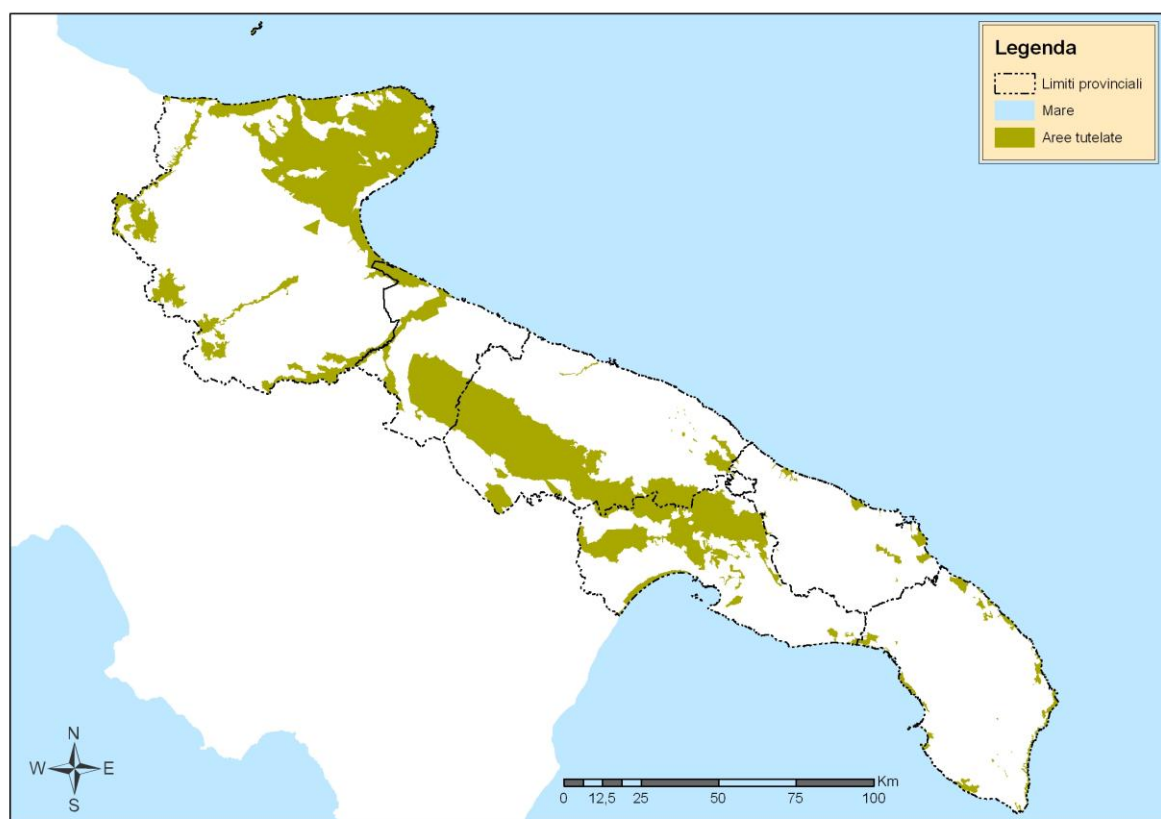 Legenda
Limiti provinciali
Mare
Aree tutelate
N
W E
S
Km
0 12,5 25 50 75 100